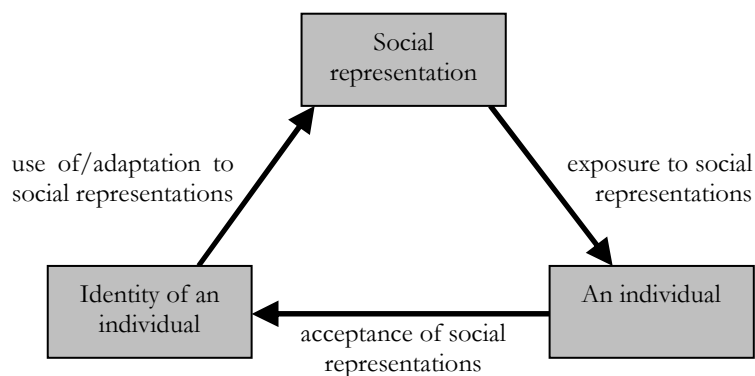 Social
representation
use of/adaptation to
social representations
exposure to social
representations
Identity of an
individual
An individual
acceptance of social
representations